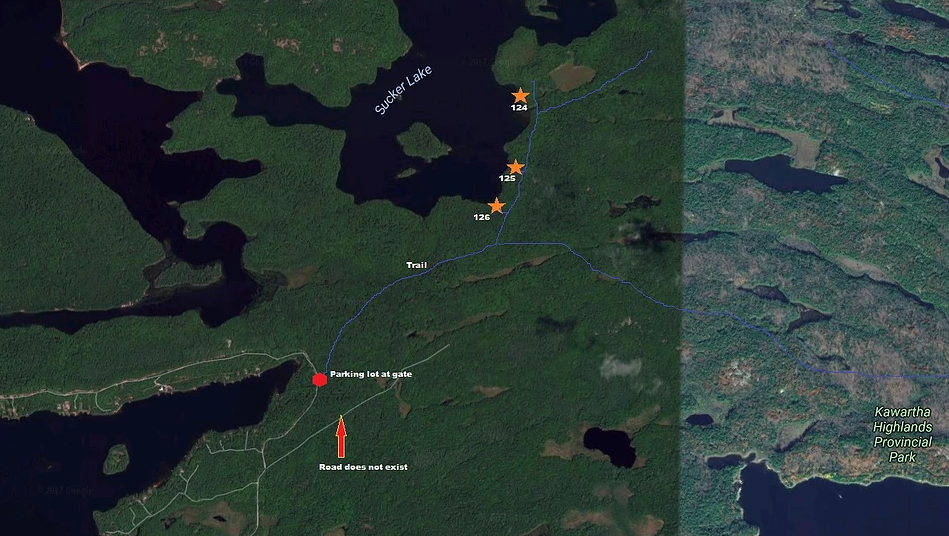 Sucker Lake
124
125
126
Trail
Parking lot at gate
Kawartha
Highlands
Provincial
Park
Road does not exist